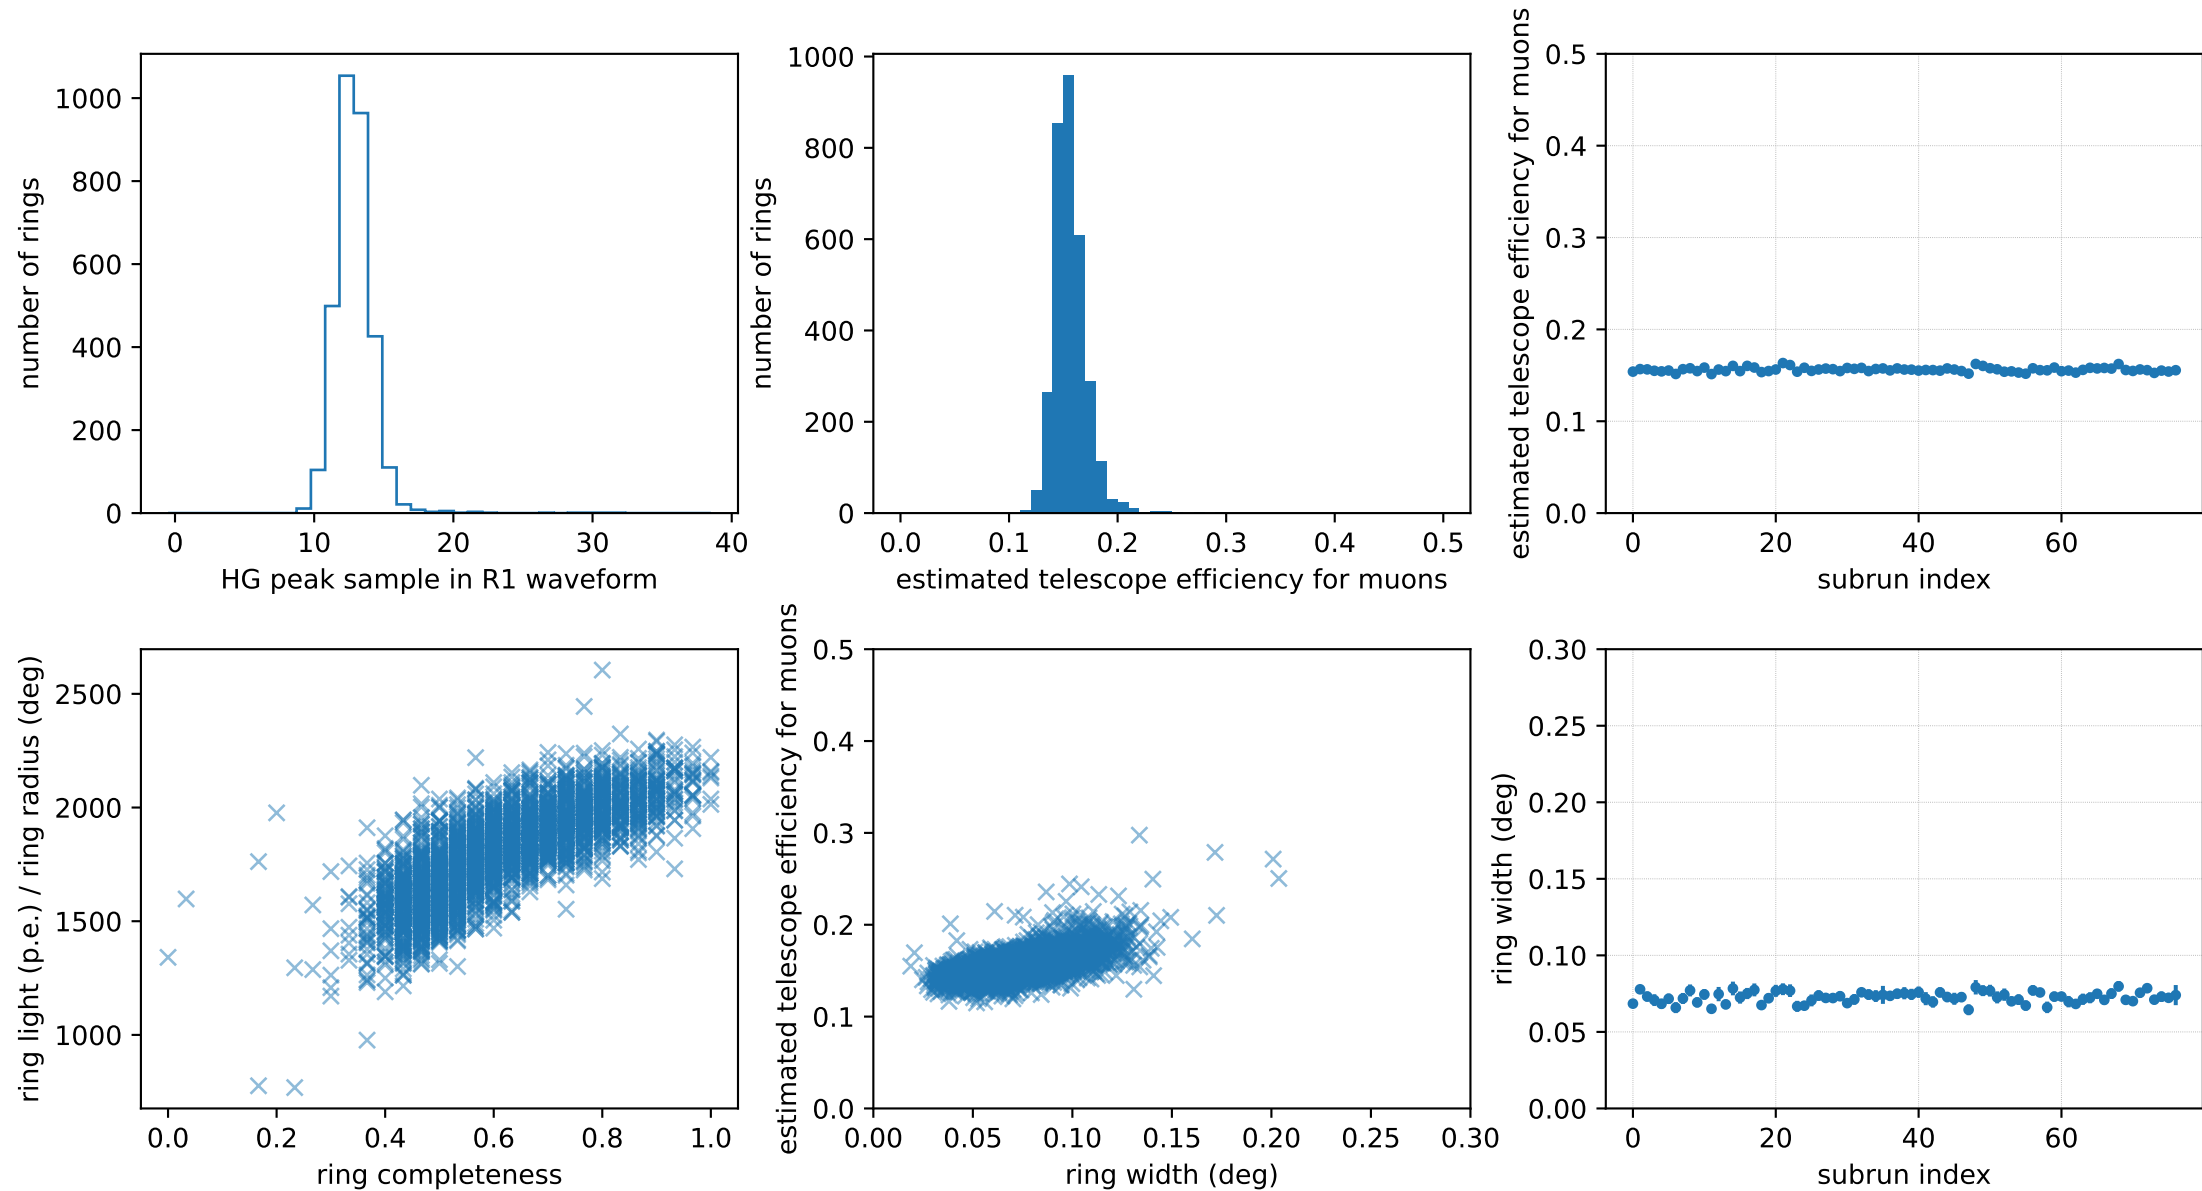 number of rings
1000
800
600
400
200
0
0 10 20 30 40
HG peak sample in R1 waveform
number of rings
1000
800
600
400
200
0
0.0 0.1 0.2 0.3 0.4 0.5
estimated telescope efficiency for muons
estimated telescope efficiency for muons
0.5
0.4
0.3
0.2
0.1
0.0
0 20 40 60
subrun index
ring light (p.e.) / ring radius (deg)
2500
2000
1500
1000
0.0 0.2 0.4 0.6 0.8 1.0
ring completeness
estimated telescope efficiency for muons
0.5
0.4
0.3
0.2
0.1
0.0
0.00 0.05 0.10 0.15 0.20 0.25 0.30
ring width (deg)
ring width (deg)
0.30
0.25
0.20
0.15
0.10
0.05
0.00
0 20 40 60
subrun index